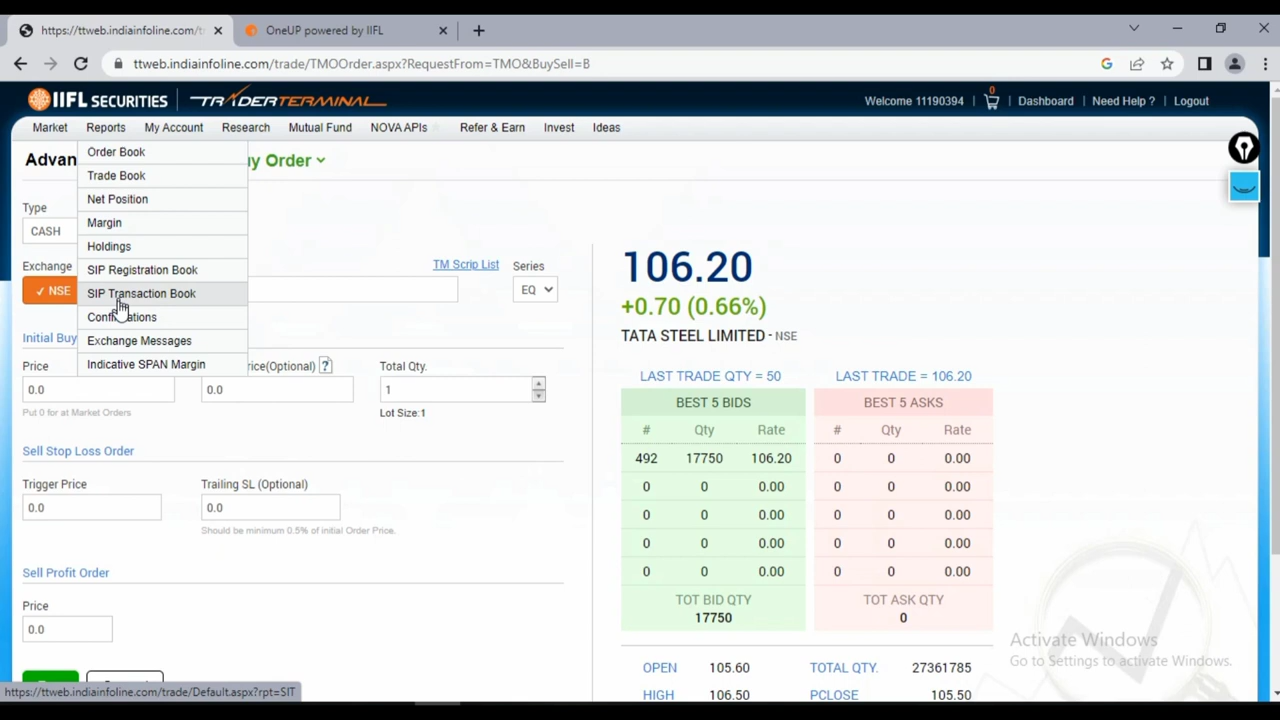 https://ttweb.indiainfoline.com/t
OneUP powered by IIFL
ttweb.indiainfoline.com/trade/TMOOrder.aspx?RequestFrom=TMO&BuySell=B
IIFL SECURITIES
TRADER TERMINAL
Welcome 11190394
0
Dashboard
Need Help ?
Logout
Market
Reports
My Account
Research
Mutual Fund
NOVA APIs
Refer & Earn
Invest
Ideas
Advan
y Order
Order Book
Trade Book
Net Position
Margin
Holdings
SIP Registration Book
SIP Transaction Book
Conf ations
Exchange Messages
Indicative SPAN Margin
Type
CASH
Exchange
TM Scrip List
Series
✓ NSE
EQ
Initial Buy
Price
rice(Optional) ?
Total Qty.
0.0
0.0
1
Put 0 for at Market Orders
Lot Size:1
Sell Stop Loss Order
Trigger Price
Trailing SL (Optional)
0.0
0.0
Should be minimum 0.5% of initial Order Price.
Sell Profit Order
Price
0.0
106.20
+0.70 (0.66%)
TATA STEEL LIMITED - NSE
LAST TRADE QTY = 50
LAST TRADE = 106.20
BEST 5 BIDS
BEST 5 ASKS
# Qty Rate # Qty Rate
492 17750 106.20 0 0 0.00
0 0 0.00 0 0 0.00
0 0 0.00 0 0 0.00
0 0 0.00 0 0 0.00
0 0 0.00 0 0 0.00
TOT BID QTY
17750
TOT ASK QTY
0
OPEN 105.60 TOTAL QTY. 27361785
HIGH 106.50 PCLOSE 105.50
Activate Windows
Go to Settings to activate Windows.
https://ttweb.indiainfoline.com/trade/Default.aspx?rpt=SIT